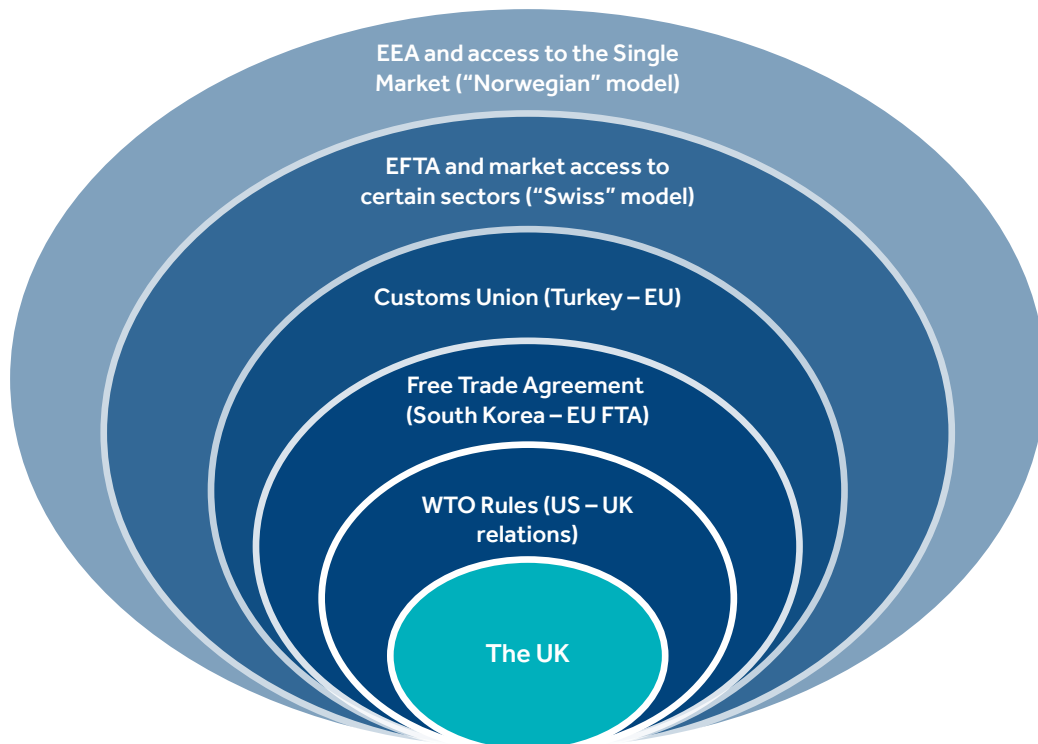 EEA and access to the Single
Market (“Norwegian” model)
EFTA and market access to
certain sectors (“Swiss” model)
Customs Union (Turkey – EU)
Free Trade Agreement
(South Korea – EU FTA)
WTO Rules (US – UK
relations)
The UK